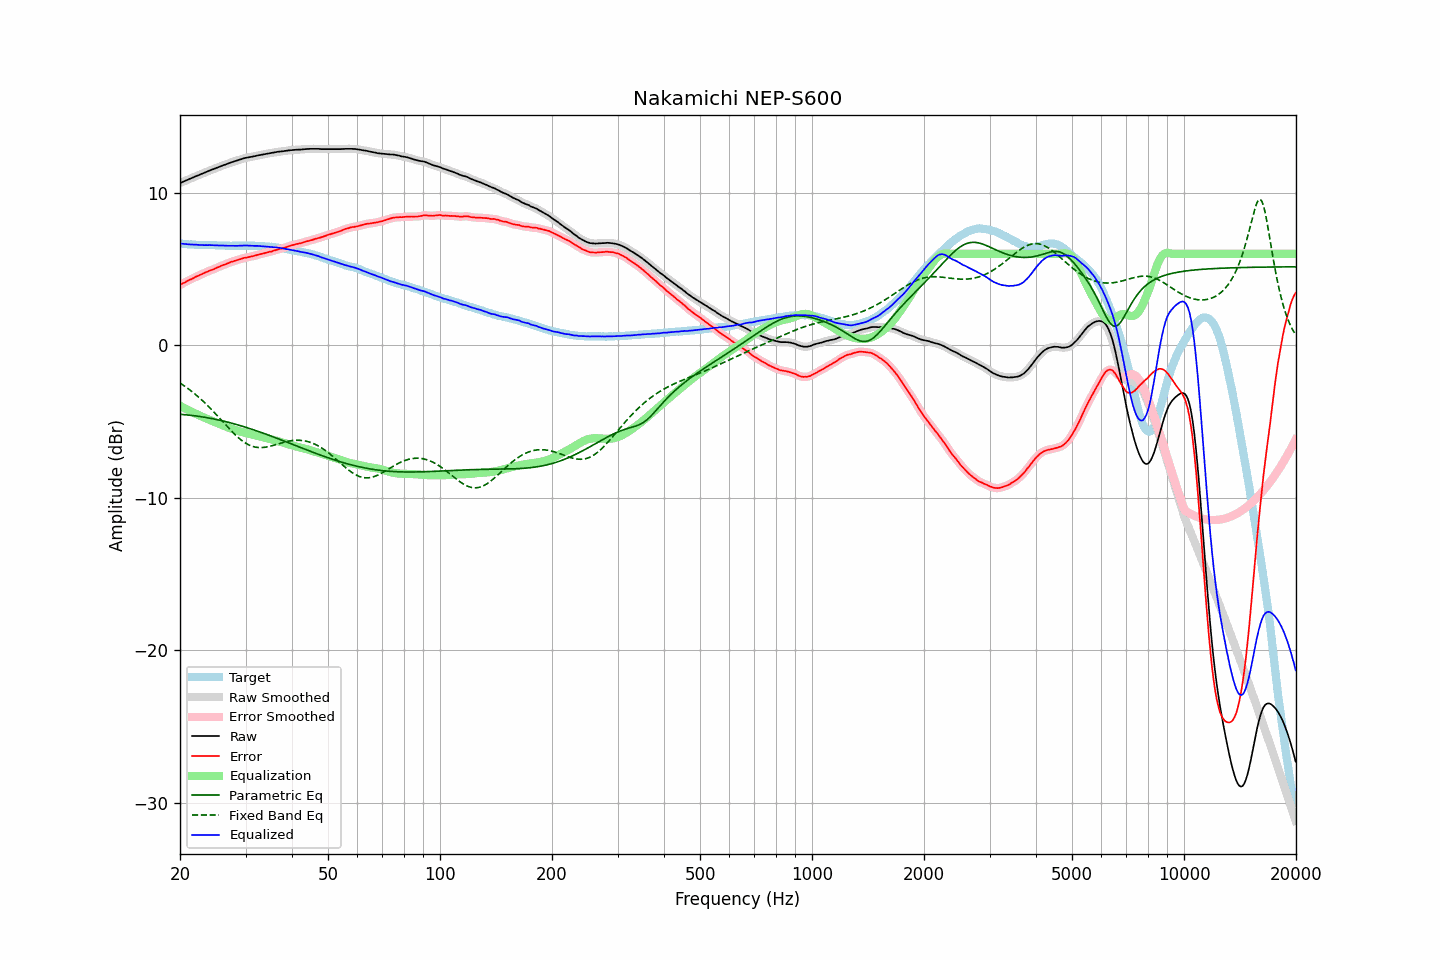 Nakamichi NEP-S600
Amplitude (dBr)
10
0
−10
−20
−30
Target
Raw Smoothed
Error Smoothed
Raw
Error
Equalization
Parametric Eq
Fixed Band Eq
Equalized
20 50 100 200 500 1000 2000 5000 10000 20000
Frequency (Hz)